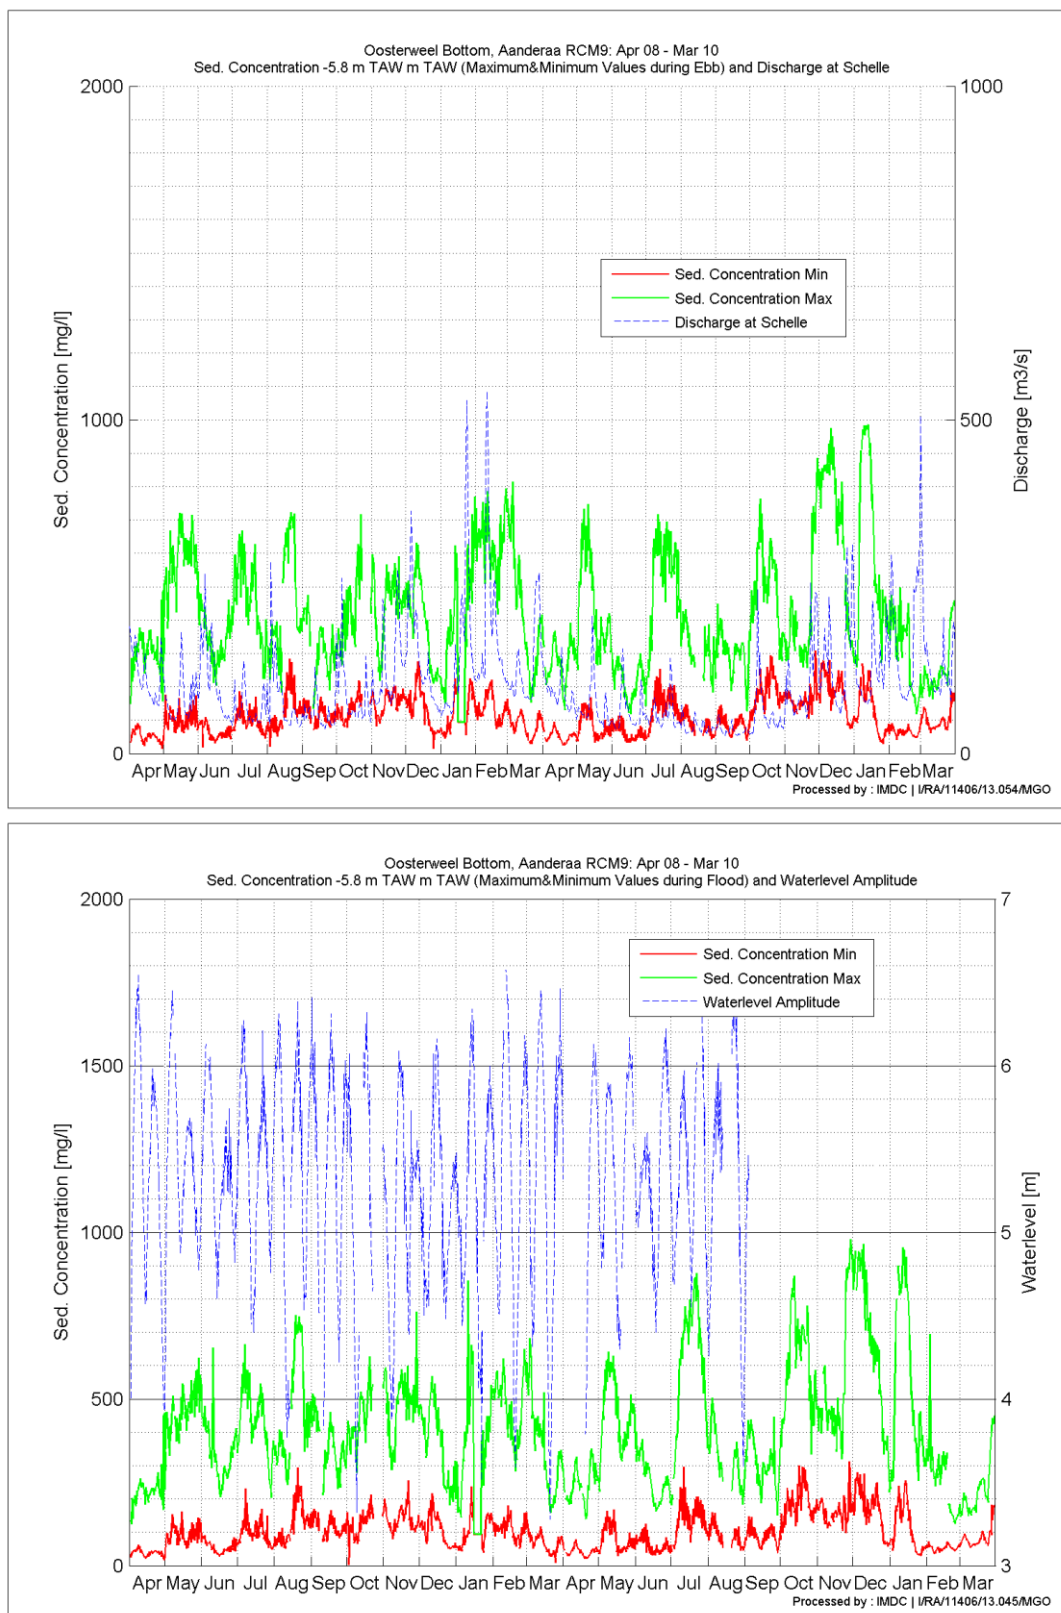 Oosterweel Bottom, Aanderaa RCM9: Apr 08 - Mar 10
Sed. Concentration -5.8 m TAW m TAW (Maximum&Minimum Values during Ebb) and Discharge at Schelle
2000
1000
0
Sed. Concentration [mg/l]
1000
500
0
Discharge [m3/s]
Sed. Concentration Min
Sed. Concentration Max
Discharge at Schelle
Apr May Jun Jul Aug Sep Oct Nov Dec Jan Feb Mar Apr May Jun Jul Aug Sep Oct Nov Dec Jan Feb Mar
Processed by : IMDC | I/RA/11406/13.054/MGO
Oosterweel Bottom, Aanderaa RCM9: Apr 08 - Mar 10
Sed. Concentration -5.8 m TAW m TAW (Maximum&Minimum Values during Flood) and Waterlevel Amplitude
2000
1500
1000
500
0
Sed. Concentration [mg/l]
7
6
5
4
3
Waterlevel [m]
Sed. Concentration Min
Sed. Concentration Max
Waterlevel Amplitude
Apr May Jun Jul Aug Sep Oct Nov Dec Jan Feb Mar Apr May Jun Jul Aug Sep Oct Nov Dec Jan Feb Mar
Processed by : IMDC | I/RA/11406/13.045/MGO